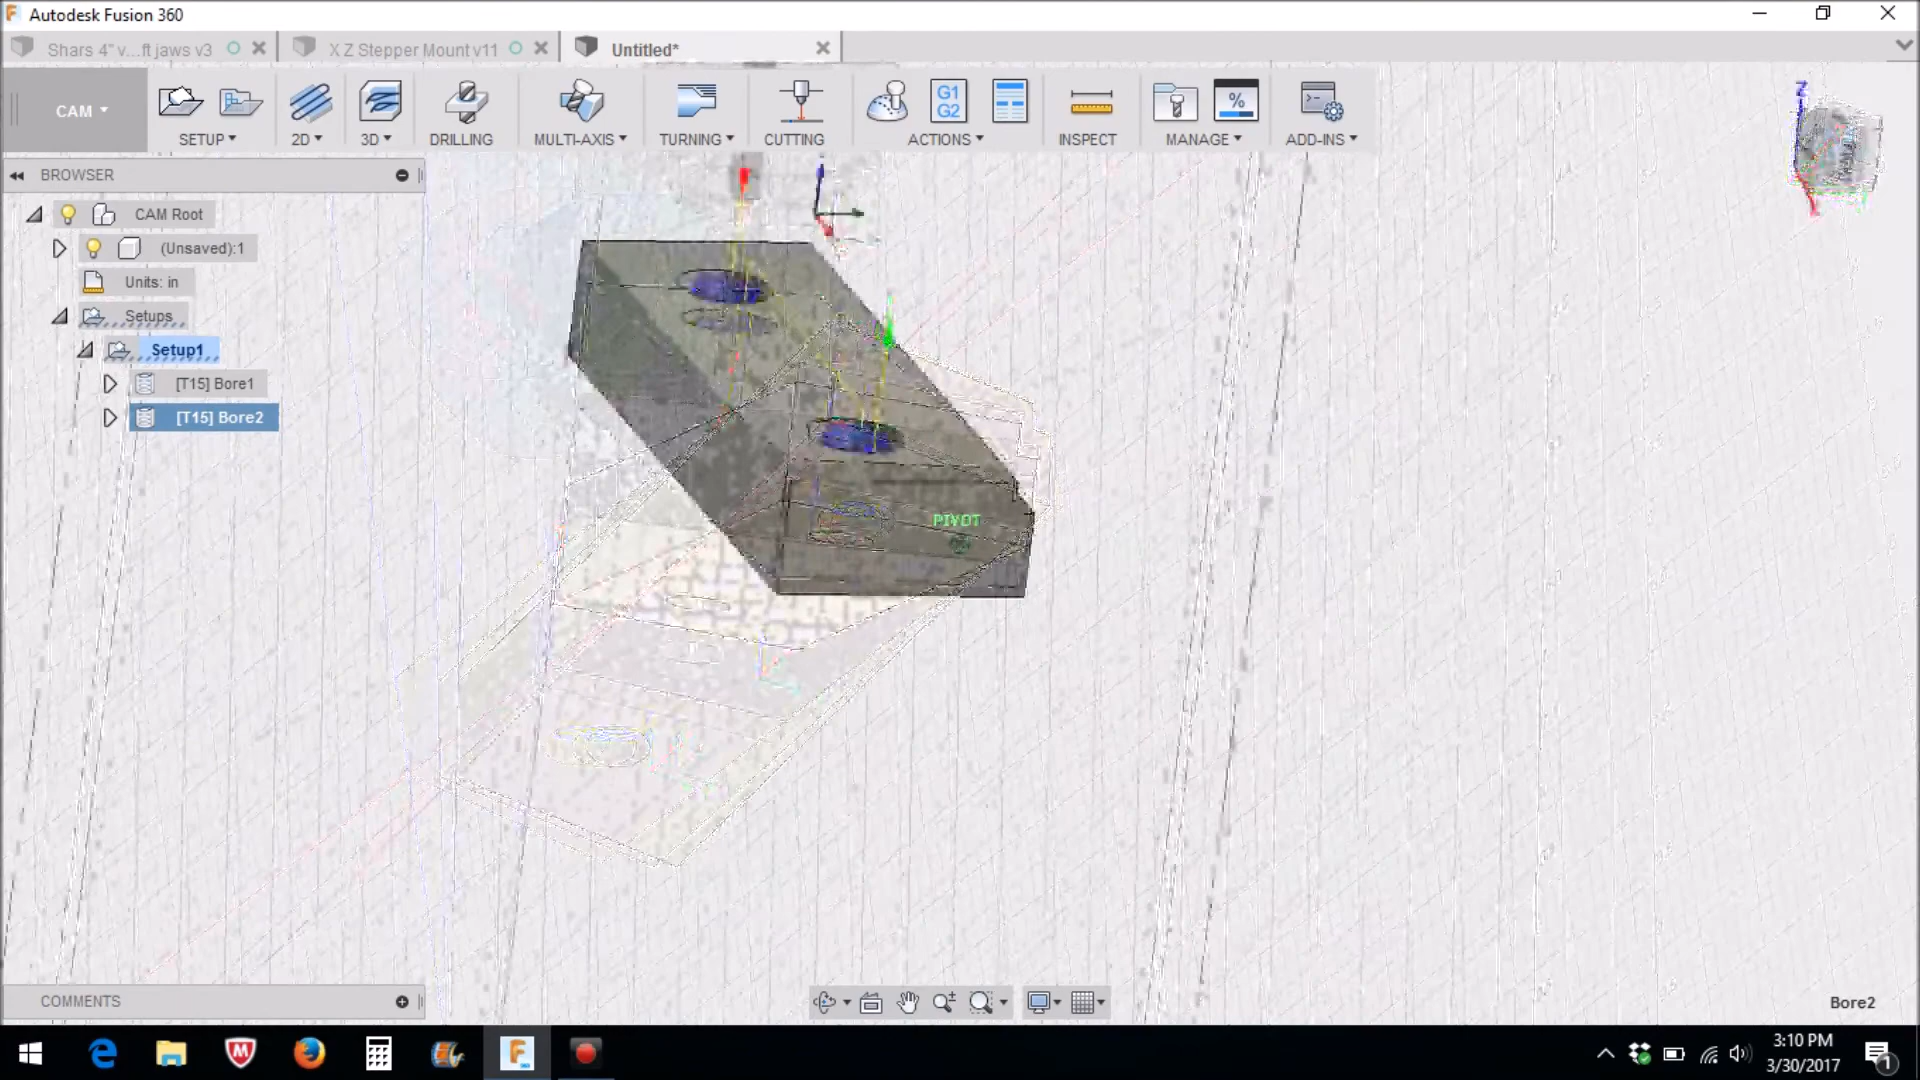 Autodesk Fusion 360
Shars 4" v...ft jaws v3
X Z Stepper Mount v11
Untitled*
CAM
SETUP
2D
3D
DRILLING
MULTI-AXIS
TURNING
CUTTING
G1
G2
ACTIONS
INSPECT
%
MANAGE
ADD-INS
BROWSER
CAM Root
(Unsaved):1
Units: in
Setups
Setup1
[T15] Bore1
[T15] Bore2
Z
PIVOT
COMMENTS
Bore2
3:10 PM
3/30/2017
1